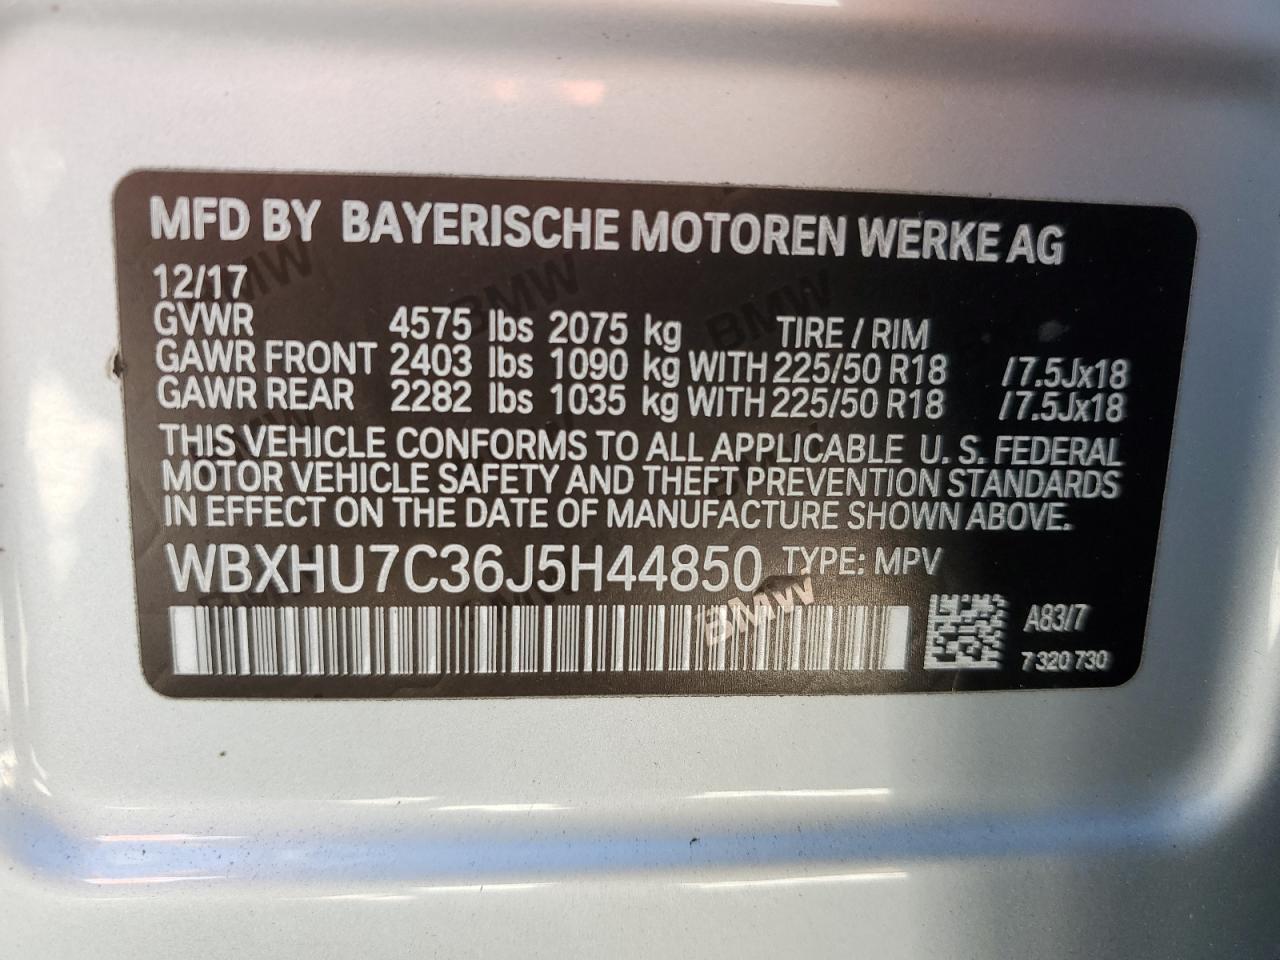 MFD BY BAYERISCHE MOTOREN WERKE AG
12/17
GVWR 4575 lbs 2075 kg TIRE / RIM
GAWR FRONT 2403 lbs 1090 kg WITH 225/50 R18 /7.5Jx18
GAWR REAR 2282 lbs 1035 kg WITH 225/50 R18 /7.5Jx18
THIS VEHICLE CONFORMS TO ALL APPLICABLE U. S. FEDERAL
MOTOR VEHICLE SAFETY AND THEFT PREVENTION STANDARDS
IN EFFECT ON THE DATE OF MANUFACTURE SHOWN ABOVE.
WBXHU7C36J5H44850 TYPE: MPV
BMW
A83/7
7 320 730